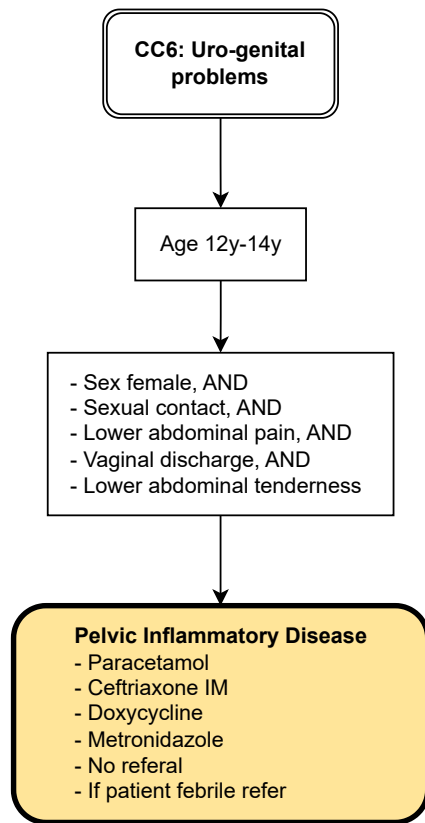 CC6: Uro-genital
problems
Age 12y-14y
- Sex female, AND
- Sexual contact, AND
- Lower abdominal pain, AND
- Vaginal discharge, AND
- Lower abdominal tenderness
Pelvic Inflammatory Disease
- Paracetamol
- Ceftriaxone IM
- Doxycycline
- Metronidazole
- No referal
- If patient febrile refer